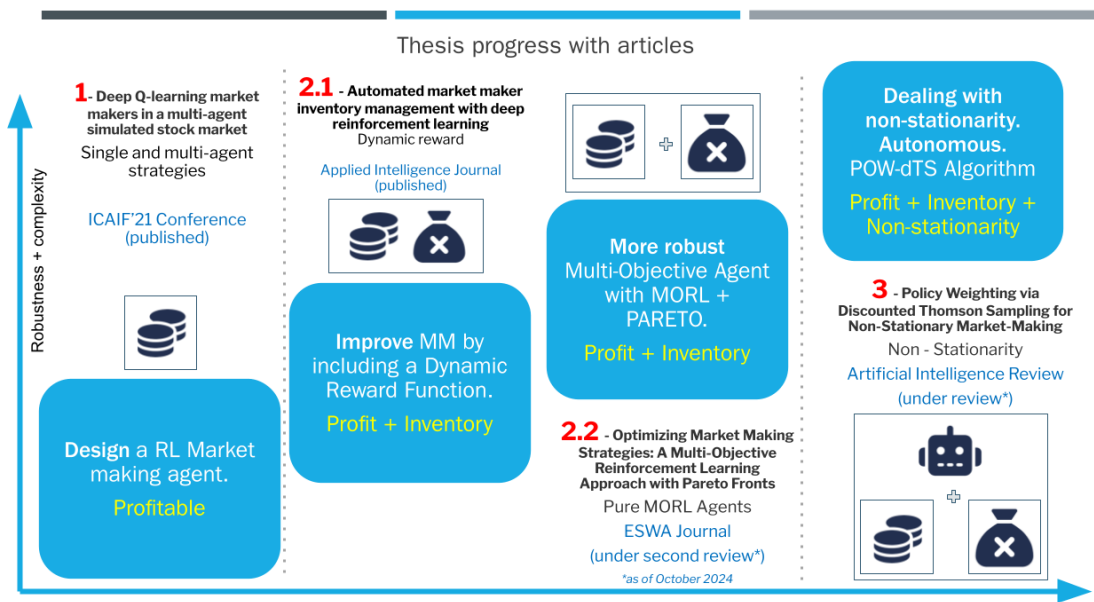 Thesis progress with articles
Robustness + complexity
1- Deep Q-learning market
makers in a multi-agent
simulated stock market
Single and multi-agent
strategies
ICAIF'21 Conference
(published)
Design a RL Market
making agent.
Profitable
2.1 - Automated market maker
inventory management with deep
reinforcement learning
Dynamic reward
Applied Intelligence Journal
(published)
Improve MM by
including a Dynamic
Reward Function.
Profit + Inventory
+
More robust
Multi-Objective Agent
with MORL +
PARETO.
Profit + Inventory
2.2 - Optimizing Market Making
Strategies: A Multi-Objective
Reinforcement Learning
Approach with Pareto Fronts
Pure MORL Agents
ESWA Journal
(under second review*)
*as of October 2024
Dealing with
non-stationarity.
Autonomous.
POW-dTS Algorithm
Profit + Inventory +
Non-stationarity
3 - Policy Weighting via
Discounted Thomson Sampling for
Non-Stationary Market-Making
Non - Stationarity
Artificial Intelligence Review
(under review*)
+